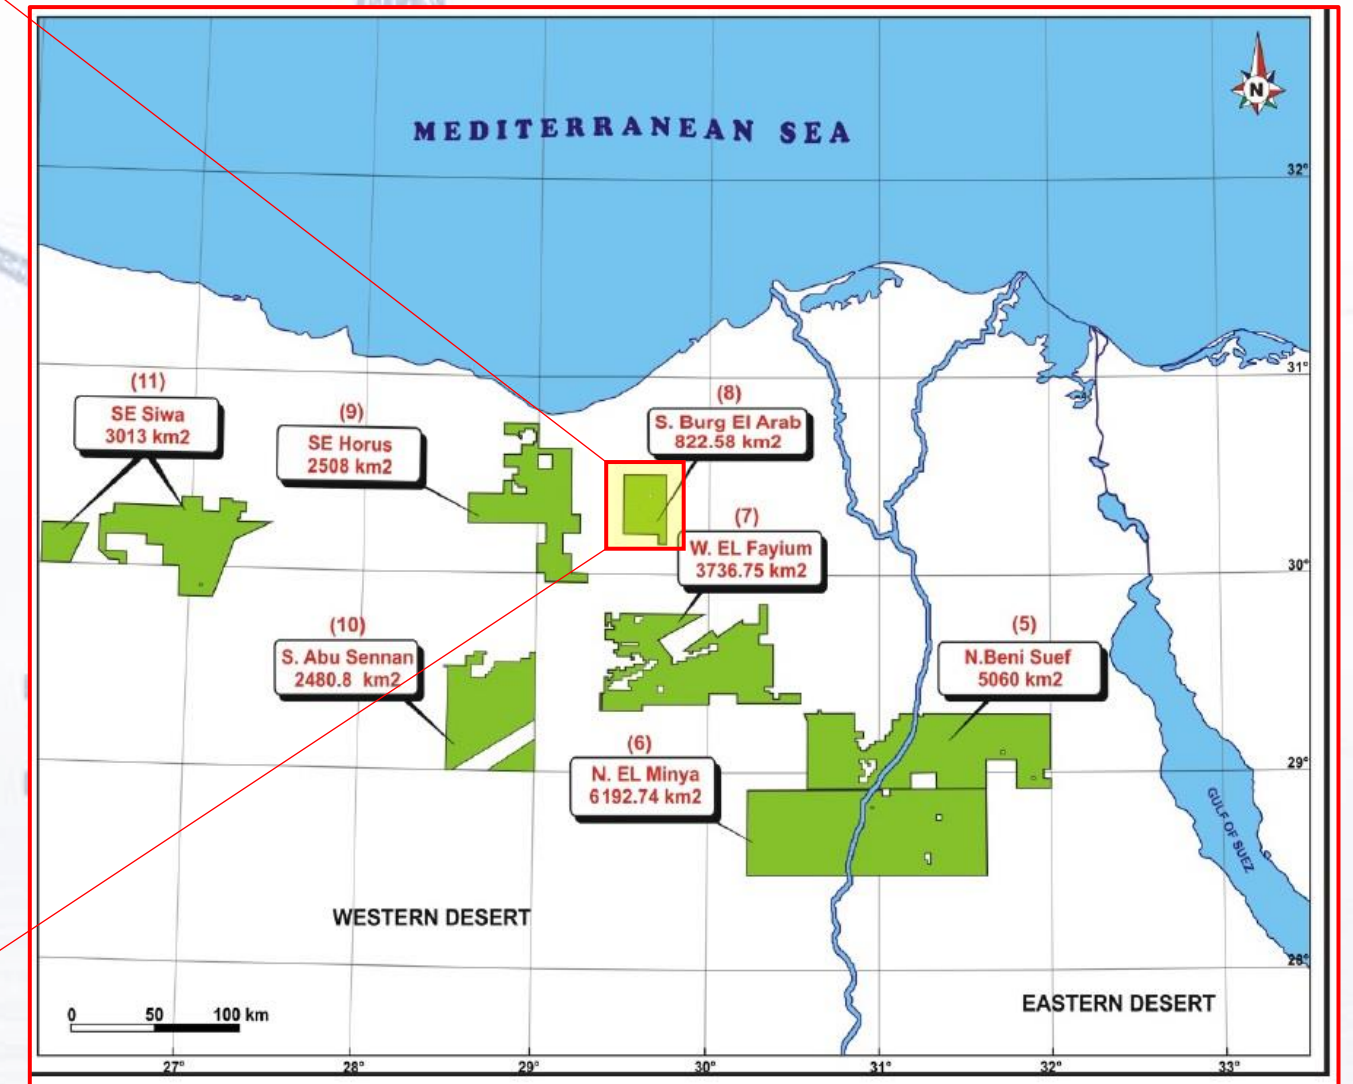 N
MEDITERRANEAN SEA
32°
31°
(11)
SE Siwa
3013 km2
(9)
SE Horus
2508 km2
(8)
S. Burg El Arab
822.58 km2
(7)
W. EL Fayium
3736.75 km2
30°
(10)
S. Abu Sennan
2480.8 km2
(5)
N.Beni Suef
5060 km2
(6)
N. EL Minya
6192.74 km2
29°
GULF OF SUEZ
WESTERN DESERT
28°
EASTERN DESERT
0 50 100 km
27° 28° 29° 30° 31° 32° 33°